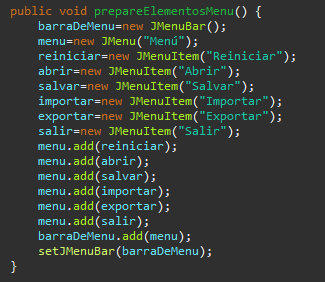 public void prepareElementosMenu() {
    barraDeMenu=new JMenuBar();
    menu=new JMenu("Menú");
    reiniciar=new JMenuItem("Reiniciar");
    abrir=new JMenuItem("Abrir");
    salvar=new JMenuItem("Salvar");
    importar=new JMenuItem("Importar");
    exportar=new JMenuItem("Exportar");
    salir=new JMenuItem("Salir");
    menu.add(reiniciar);
    menu.add(abrir);
    menu.add(salvar);
    menu.add(importar);
    menu.add(exportar);
    menu.add(salir);
    barraDeMenu.add(menu);
    setJMenuBar(barraDeMenu);
}